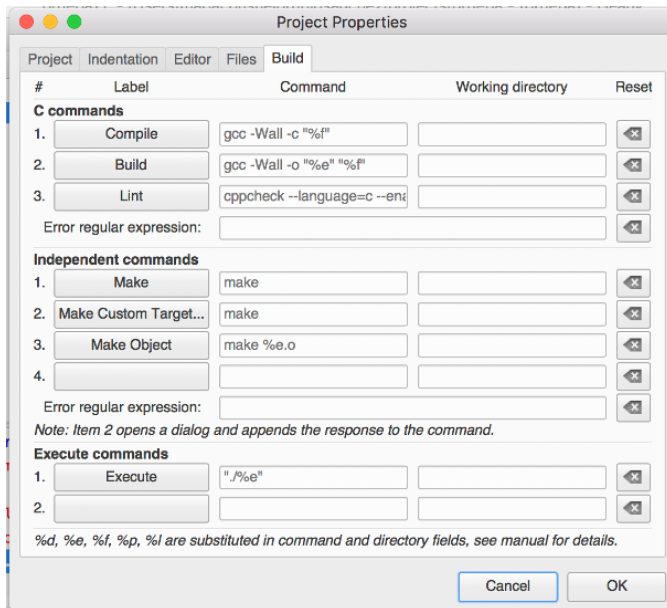 Project Properties
Project Indentation Editor Files Build
# Label Command Working directory Reset
C commands
1. Compile gcc -Wall -c "%f"
2. Build gcc -Wall -o "%e" "%f"
3. Lint cppcheck --language=c --ena
Error regular expression:
Independent commands
1. Make make
2. Make Custom Target... make
3. Make Object make %e.o
4.
Error regular expression:
Note: Item 2 opens a dialog and appends the response to the command.
Execute commands
1. Execute "./%e"
2.
%d, %e, %f, %p, %l are substituted in command and directory fields, see manual for details.
Cancel OK